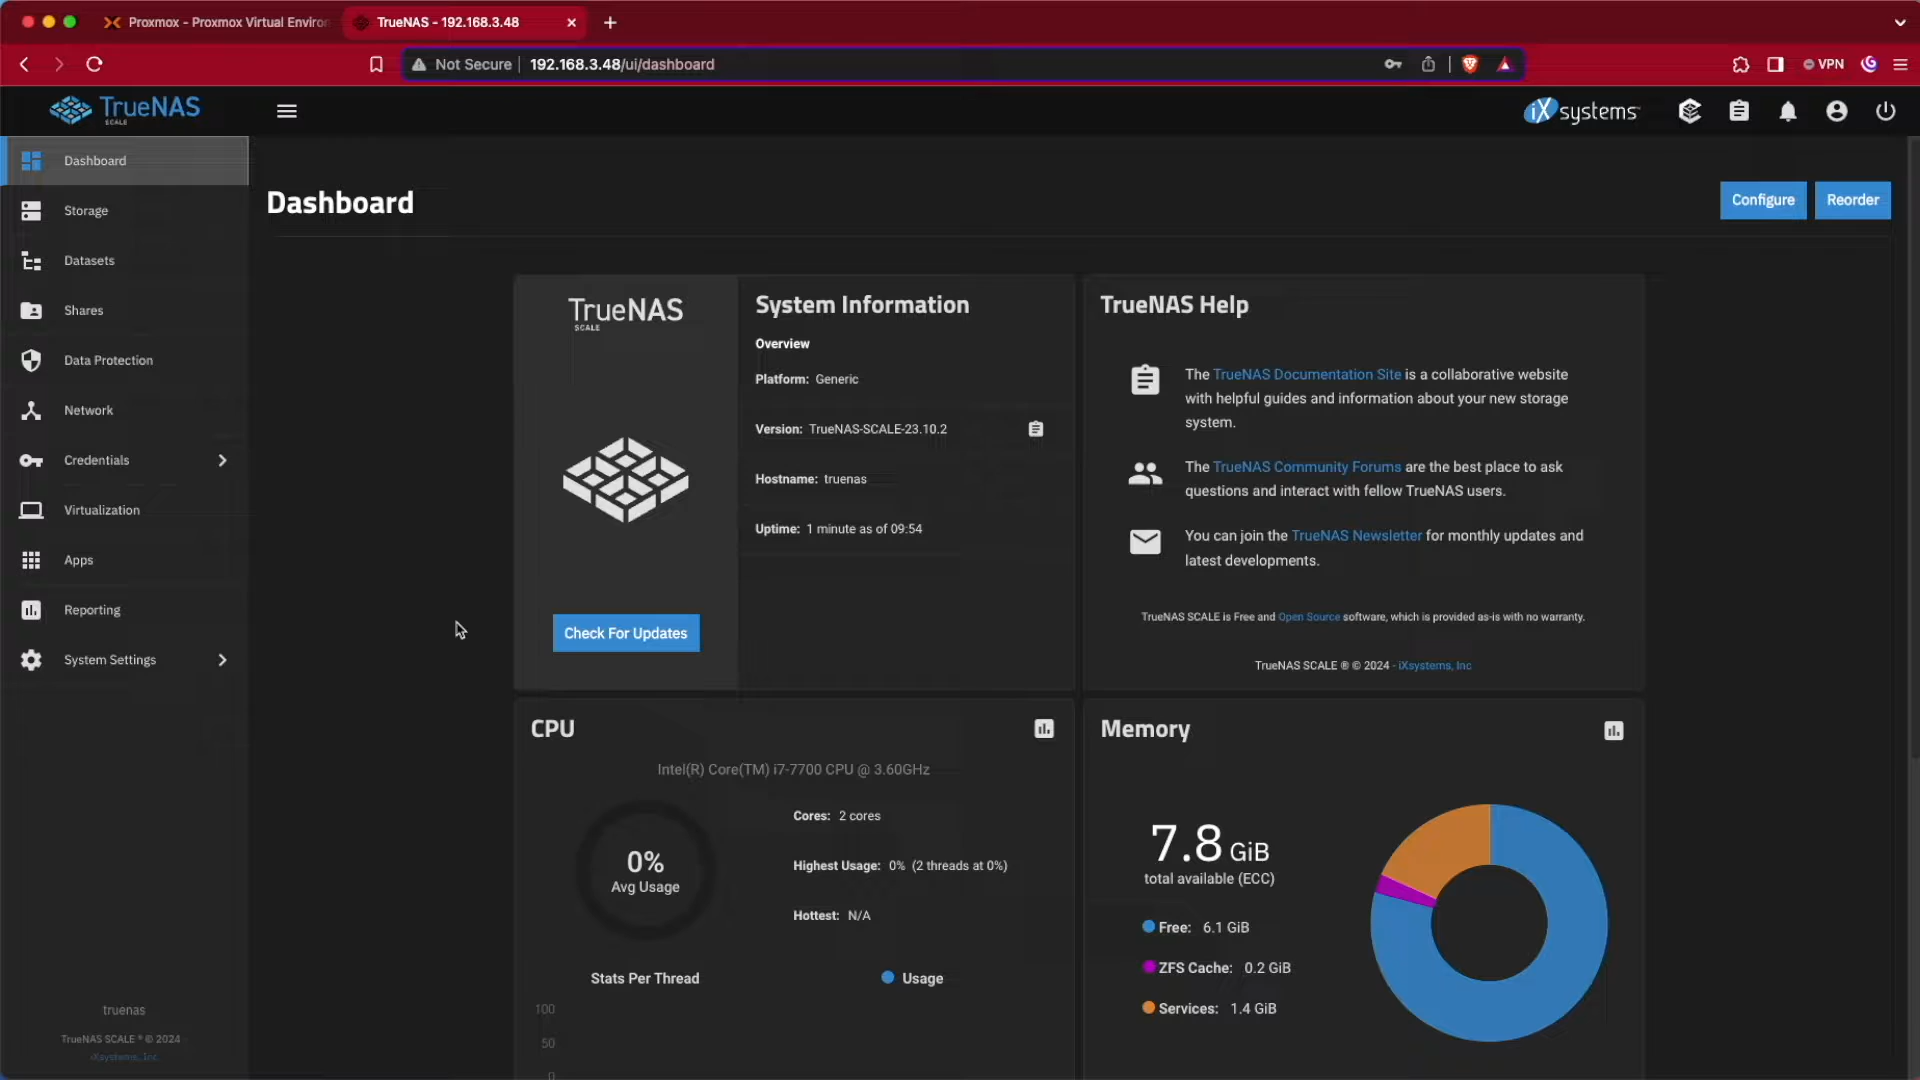 Proxmox - Proxmox Virtual Enviror
TrueNAS - 192.168.3.48
Not Secure
192.168.3.48/ui/dashboard
VPN
TrueNAS
SCALE
iXsystems
Dashboard
Storage
Datasets
Shares
Data Protection
Network
Credentials
Virtualization
Apps
Reporting
System Settings
truenas
TrueNAS SCALE ® © 2024
iXsystems, Inc.
Dashboard
Configure
Reorder
TrueNAS
SCALE
Check For Updates
System Information
Overview
Platform: Generic
Version: TrueNAS-SCALE-23.10.2
Hostname: truenas
Uptime: 1 minute as of 09:54
TrueNAS Help
The TrueNAS Documentation Site is a collaborative website
with helpful guides and information about your new storage
system.
The TrueNAS Community Forums are the best place to ask
questions and interact with fellow TrueNAS users.
You can join the TrueNAS Newsletter for monthly updates and
latest developments.
TrueNAS SCALE is Free and Open Source software, which is provided as-is with no warranty.
TrueNAS SCALE ® © 2024 - iXsystems, Inc
CPU
Intel(R) Core(TM) i7-7700 CPU @ 3.60GHz
0%
Avg Usage
Cores: 2 cores
Highest Usage: 0% (2 threads at 0%)
Hottest: N/A
Stats Per Thread
Usage
100
50
0
Memory
7.8 GiB
total available (ECC)
Free: 6.1 GiB
ZFS Cache: 0.2 GiB
Services: 1.4 GiB